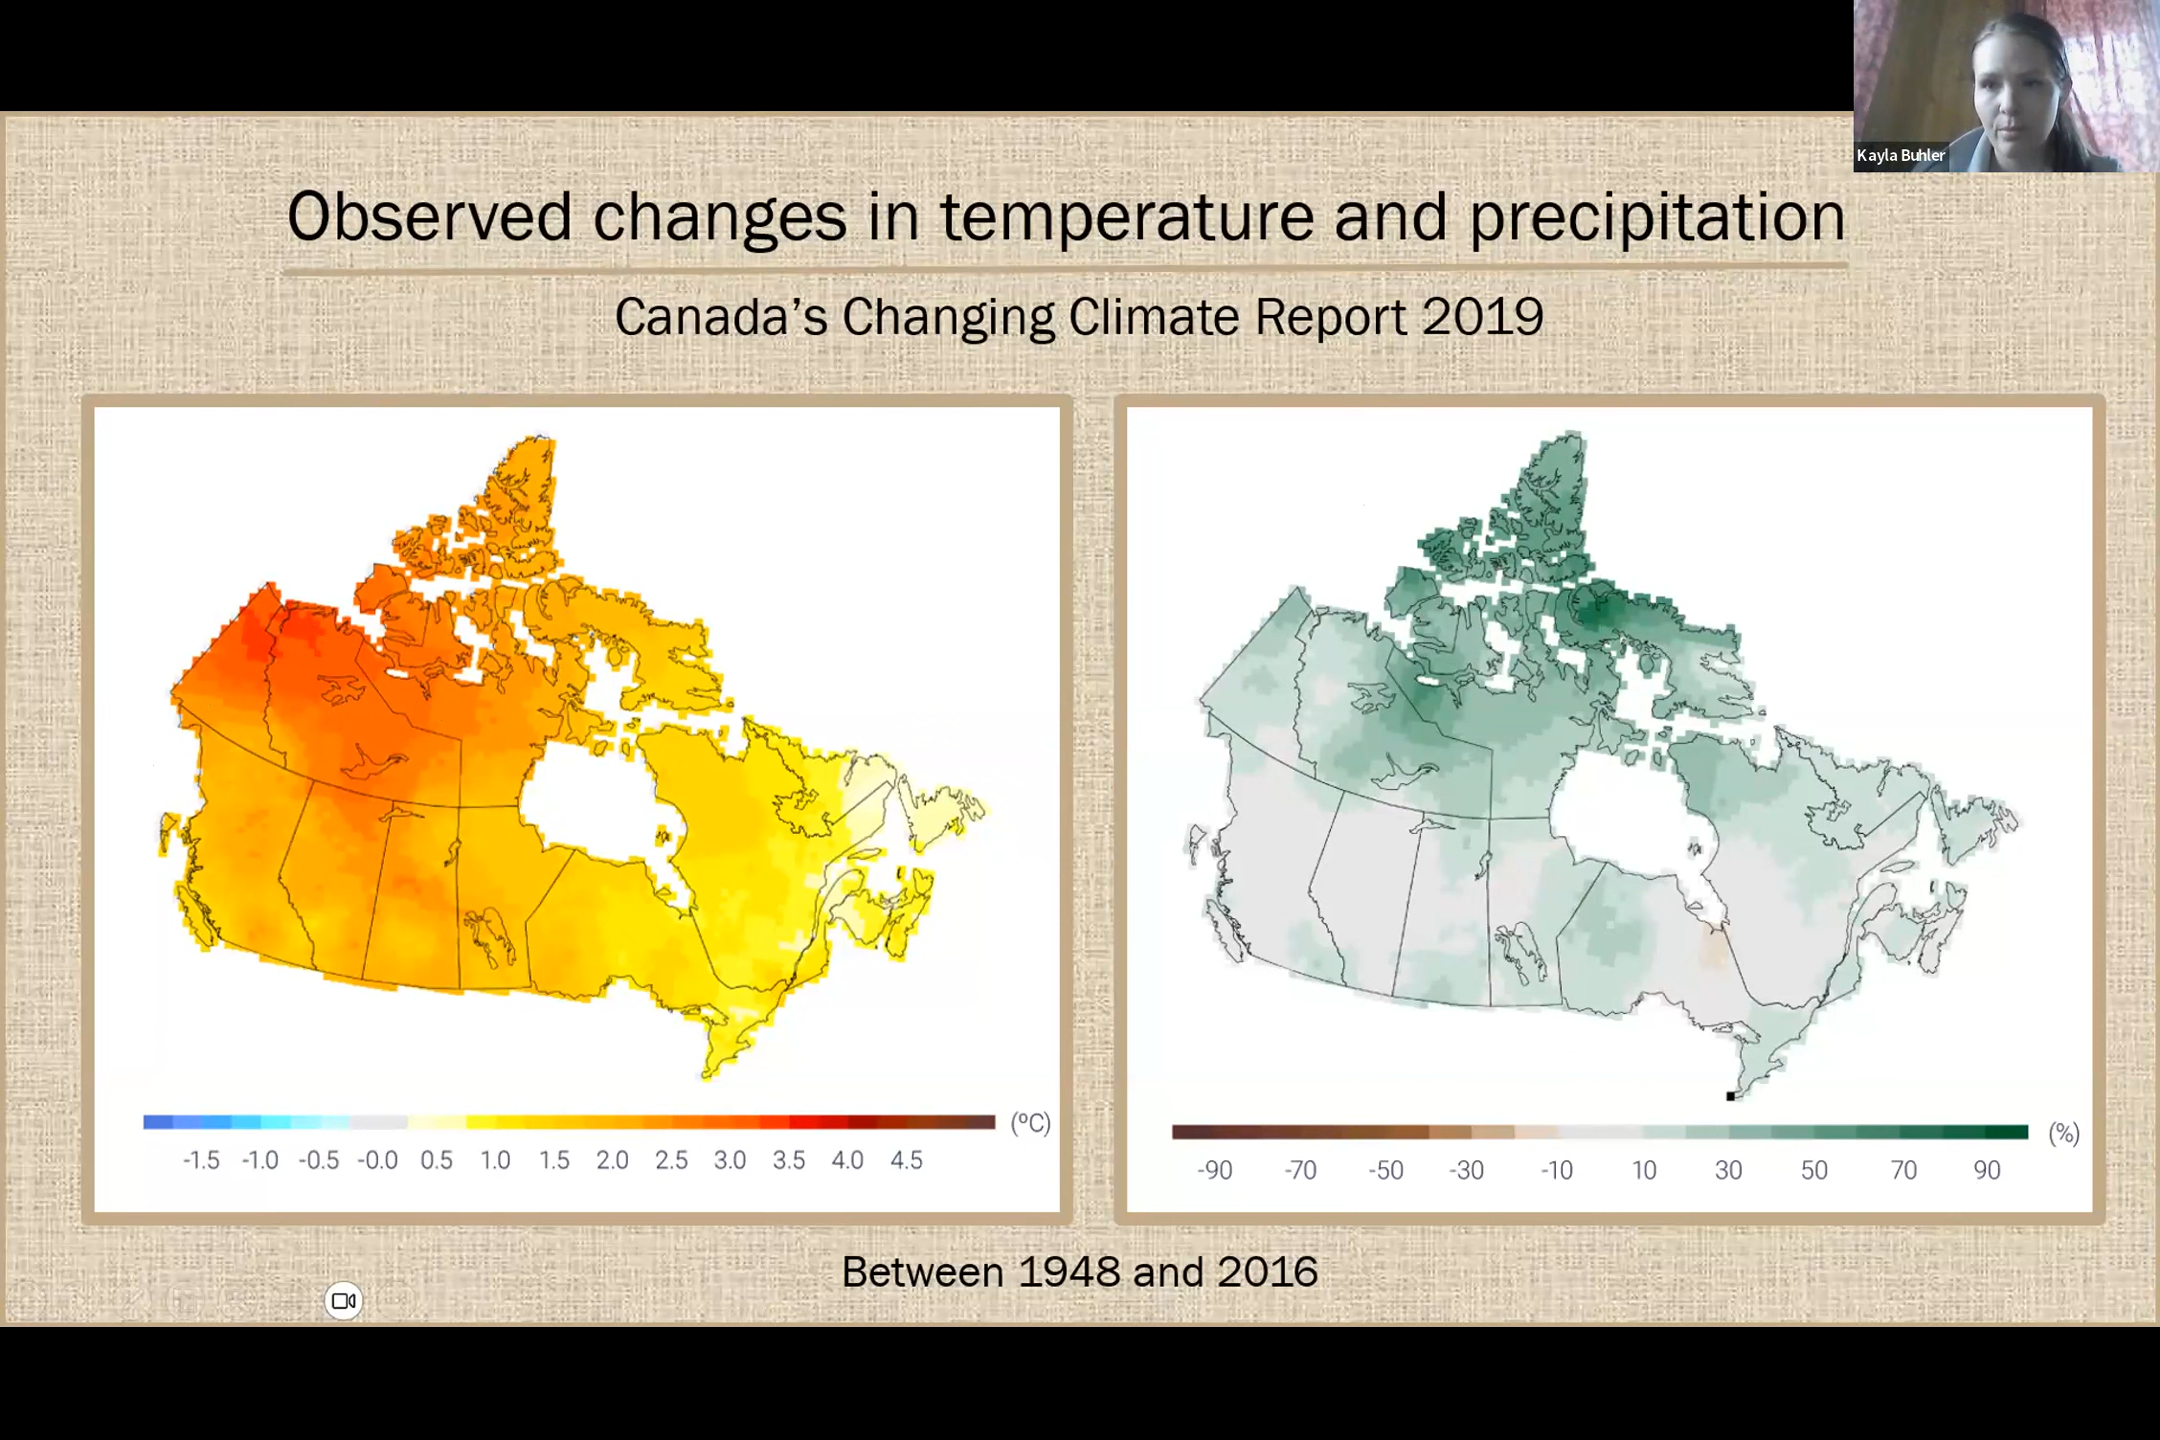 Kayla Buhler
Observed changes in temperature and precipitation
Canada’s Changing Climate Report 2019
(ºC)
-1.5 -1.0 -0.5 -0.0 0.5 1.0 1.5 2.0 2.5 3.0 3.5 4.0 4.5
(%)
-90 -70 -50 -30 -10 10 30 50 70 90
Between 1948 and 2016